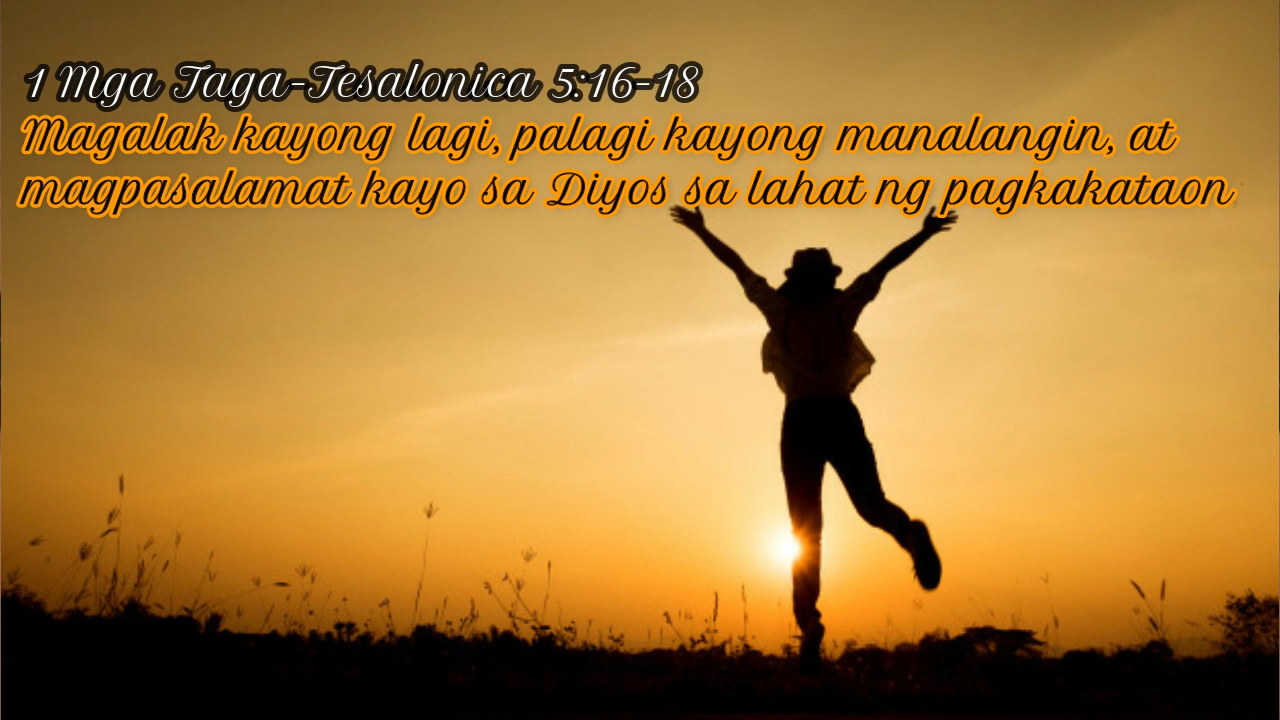 1 Mga Taga-Tesalonica 5:16-18
Magalak kayong lagi, palagi kayong manalangin, at
magpasalamat kayo sa Diyos sa lahat ng pagkakataon